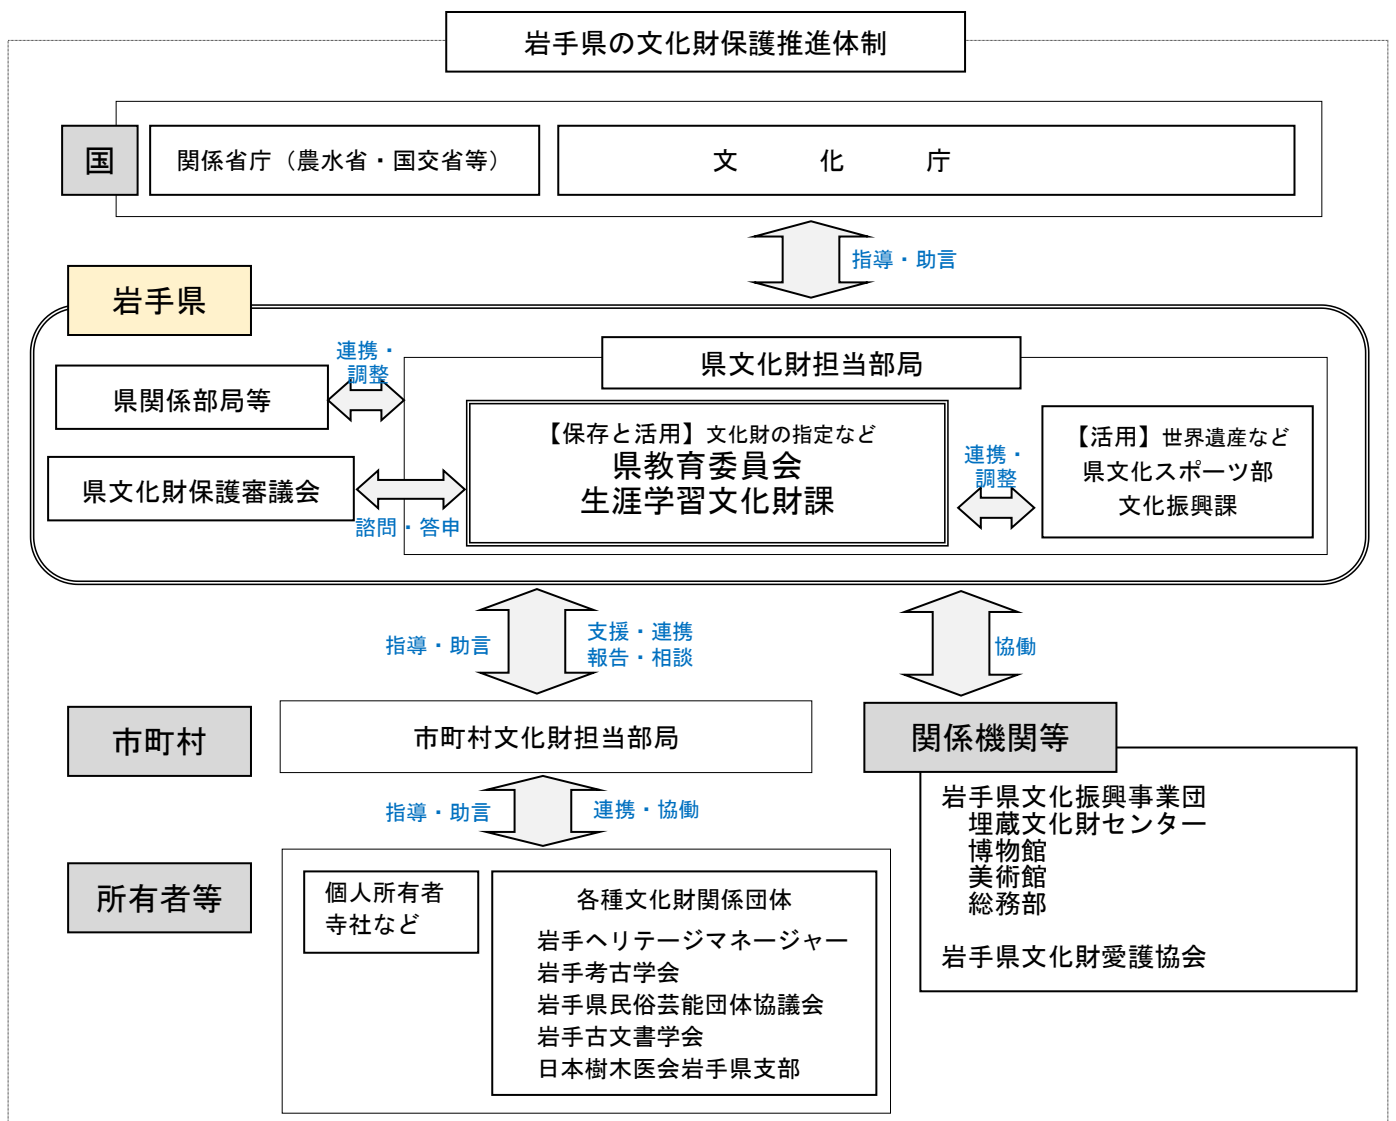 岩手県の文化財保護推進体制
国
関係省庁（農水省・国交省等）
文　　化　　庁
指導・助言
岩手県
連携・
調整
県文化財担当部局
県関係部局等
【保存と活用】文化財の指定など
県教育委員会
生涯学習文化財課
連携・
調整
【活用】世界遺産など
県文化スポーツ部
文化振興課
県文化財保護審議会
諮問・答申
指導・助言
支援・連携
報告・相談
協働
市町村
市町村文化財担当部局
関係機関等
岩手県文化振興事業団
埋蔵文化財センター
博物館
美術館
総務部
岩手県文化財愛護協会
指導・助言
連携・協働
所有者等
個人所有者
寺社など
各種文化財関係団体
岩手ヘリテージマネージャー
岩手考古学会
岩手県民俗芸能団体協議会
岩手古文書学会
日本樹木医会岩手県支部